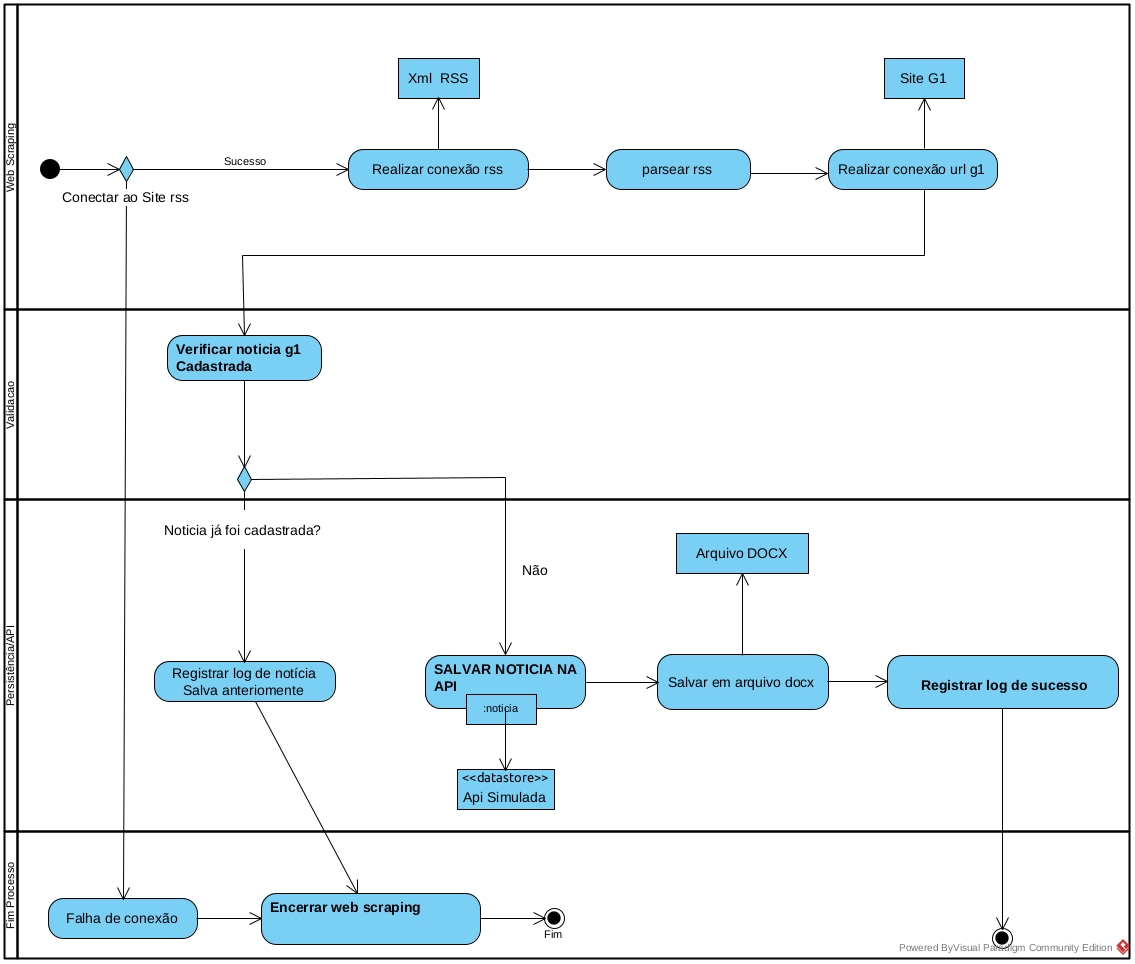 Web Scraping
Xml  RSS
Site G1
Sucesso
Realizar conexão rss
parsear rss
Realizar conexão url g1
Conectar ao Site rss
Validacao
Verificar noticia g1
Cadastrada
Persistência/API
Noticia já foi cadastrada?
Não
Arquivo DOCX
Registrar log de notícia
Salva anteriomente
SALVAR NOTICIA NA
API
:noticia
Salvar em arquivo docx
Registrar log de sucesso
<<datastore>>
Api Simulada
Fim Processo
Falha de conexão
Encerrar web scraping
Fim
Powered ByVisual Paradigm Community Edition